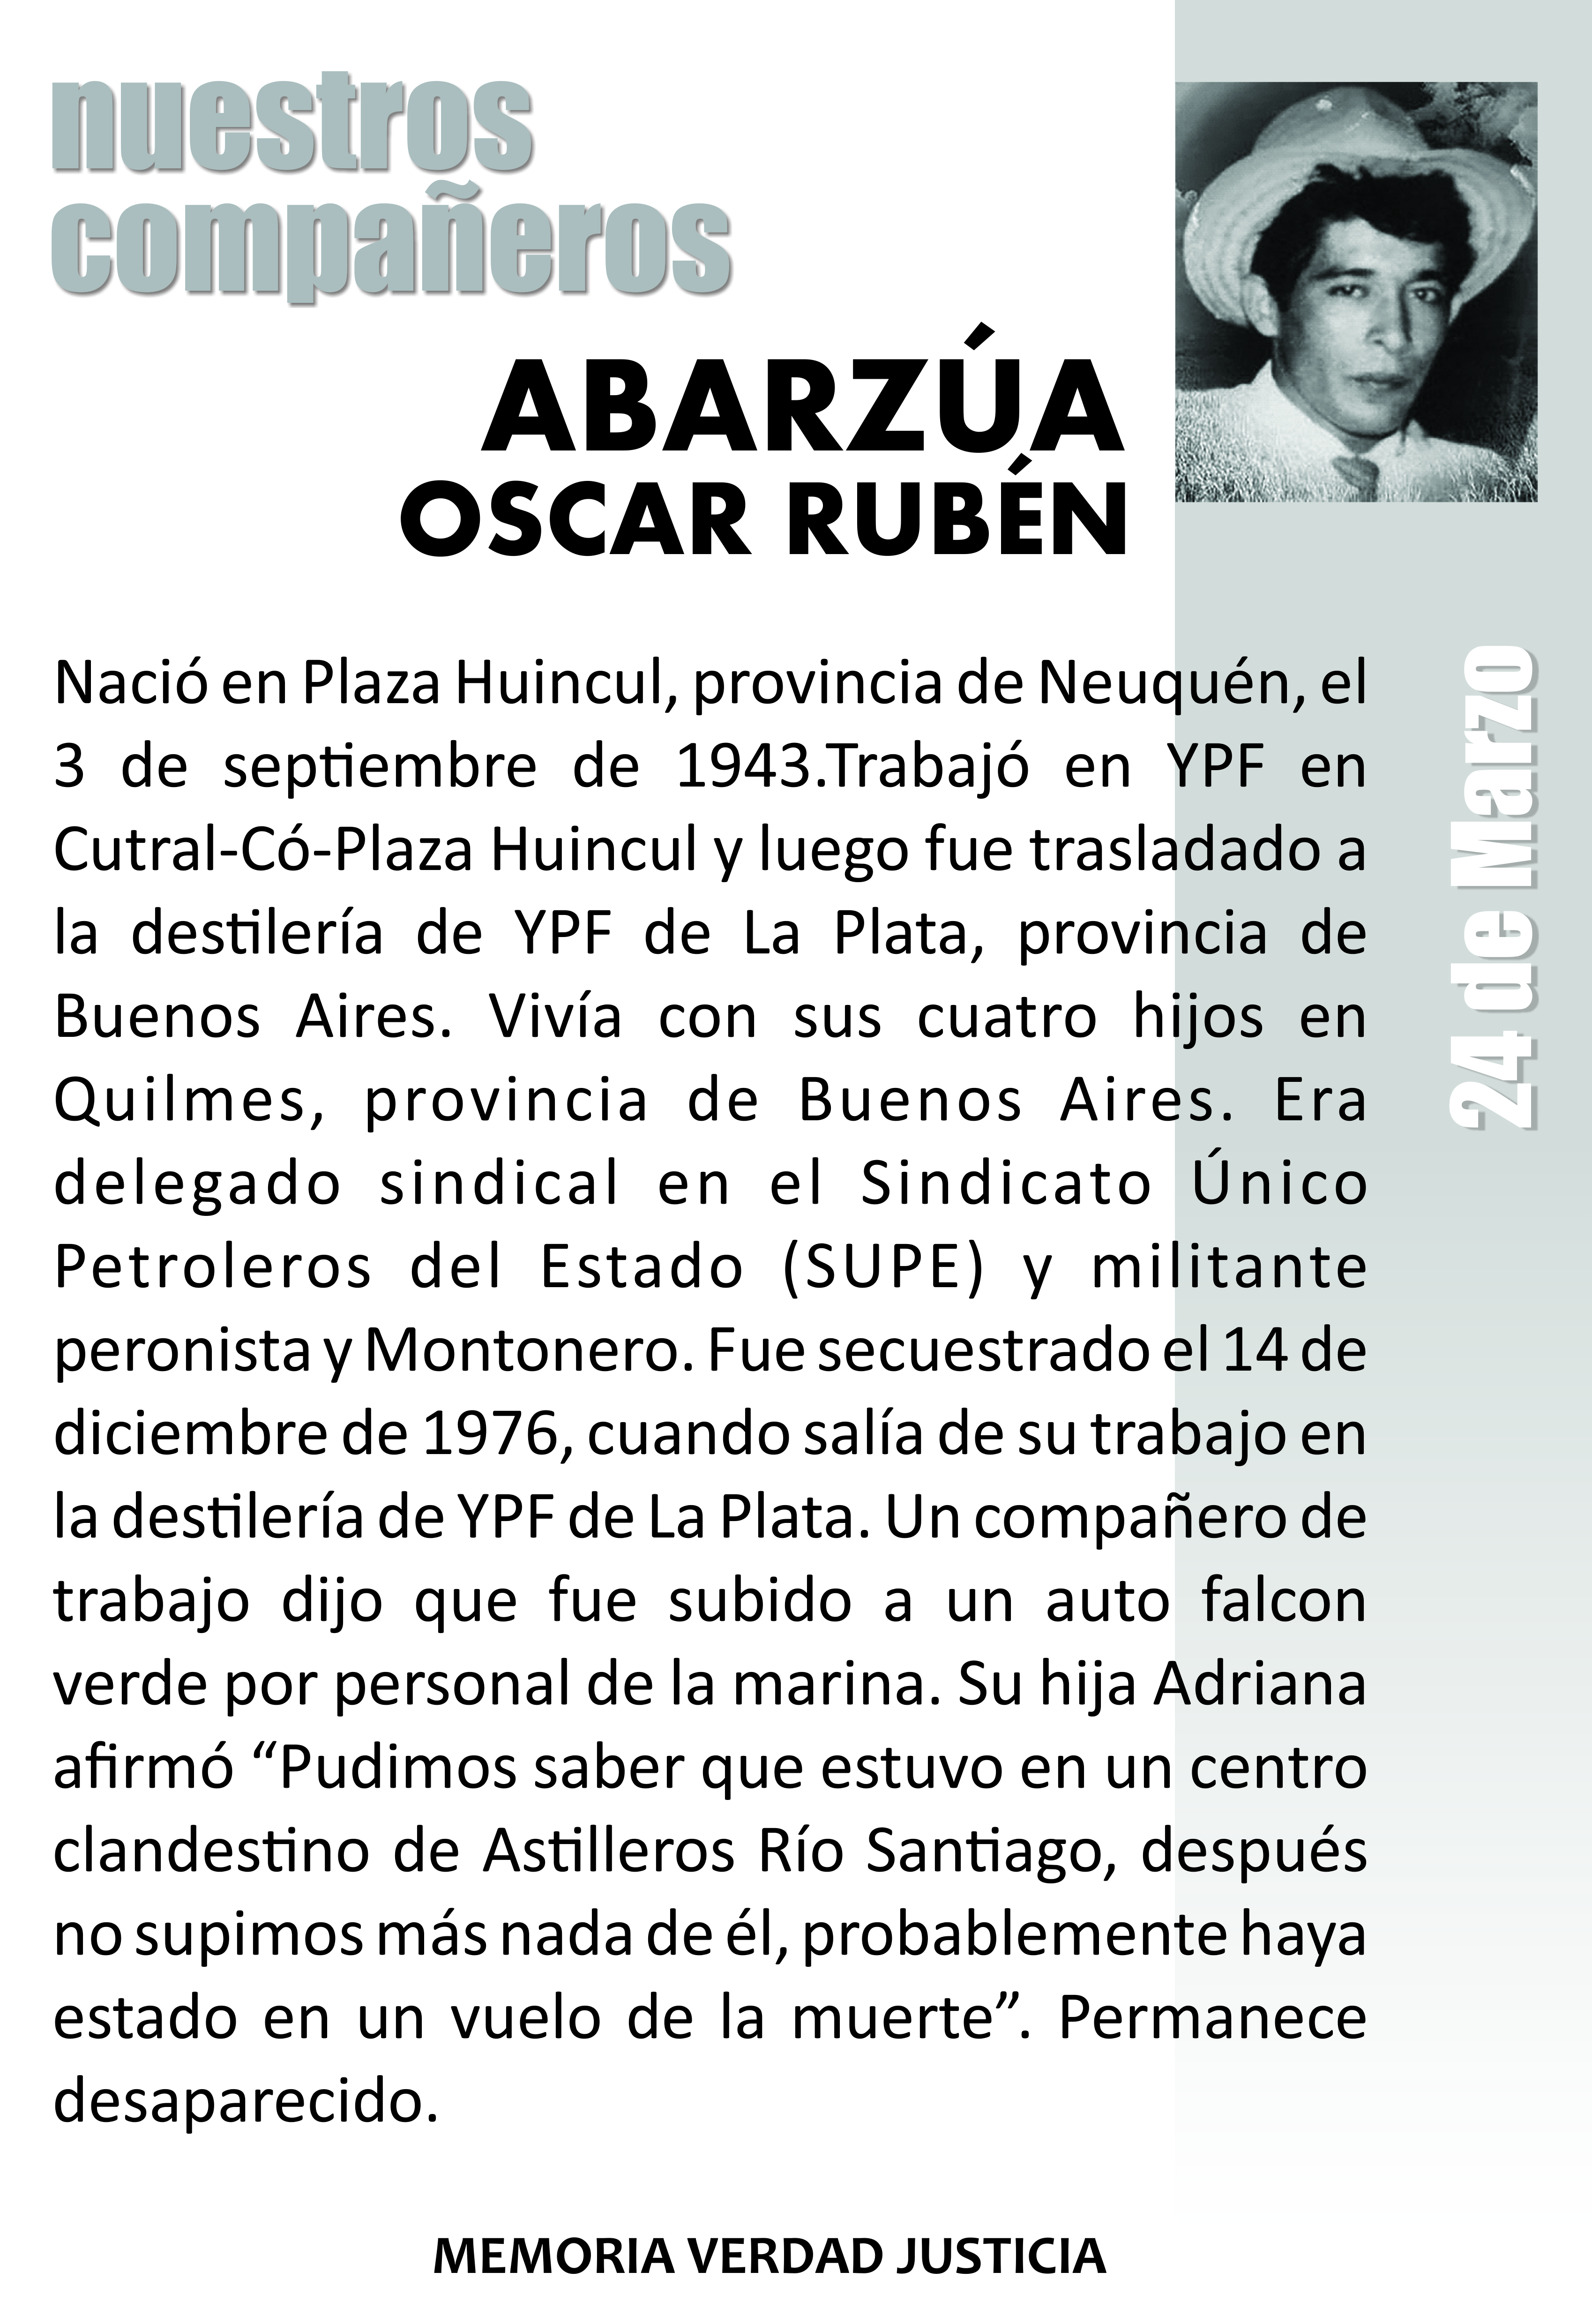 nuestros
compañeros
ABARZÚA
OSCAR RUBÉN
Nació en Plaza Huincul, provincia de Neuquén, el
3 de septiembre de 1943.Trabajó en YPF en
Cutral-Có-Plaza Huincul y luego fue trasladado a
la destilería de YPF de La Plata, provincia de
Buenos Aires. Vivía con sus cuatro hijos en
Quilmes, provincia de Buenos Aires. Era
delegado sindical en el Sindicato Único
Petroleros del Estado (SUPE) y militante
peronista y Montonero. Fue secuestrado el 14 de
diciembre de 1976, cuando salía de su trabajo en
la destilería de YPF de La Plata. Un compañero de
trabajo dijo que fue subido a un auto falcon
verde por personal de la marina. Su hija Adriana
afirmó “Pudimos saber que estuvo en un centro
clandestino de Astilleros Río Santiago, después
no supimos más nada de él, probablemente haya
estado en un vuelo de la muerte”. Permanece
desaparecido.
24 de Marzo
MEMORIA VERDAD JUSTICIA